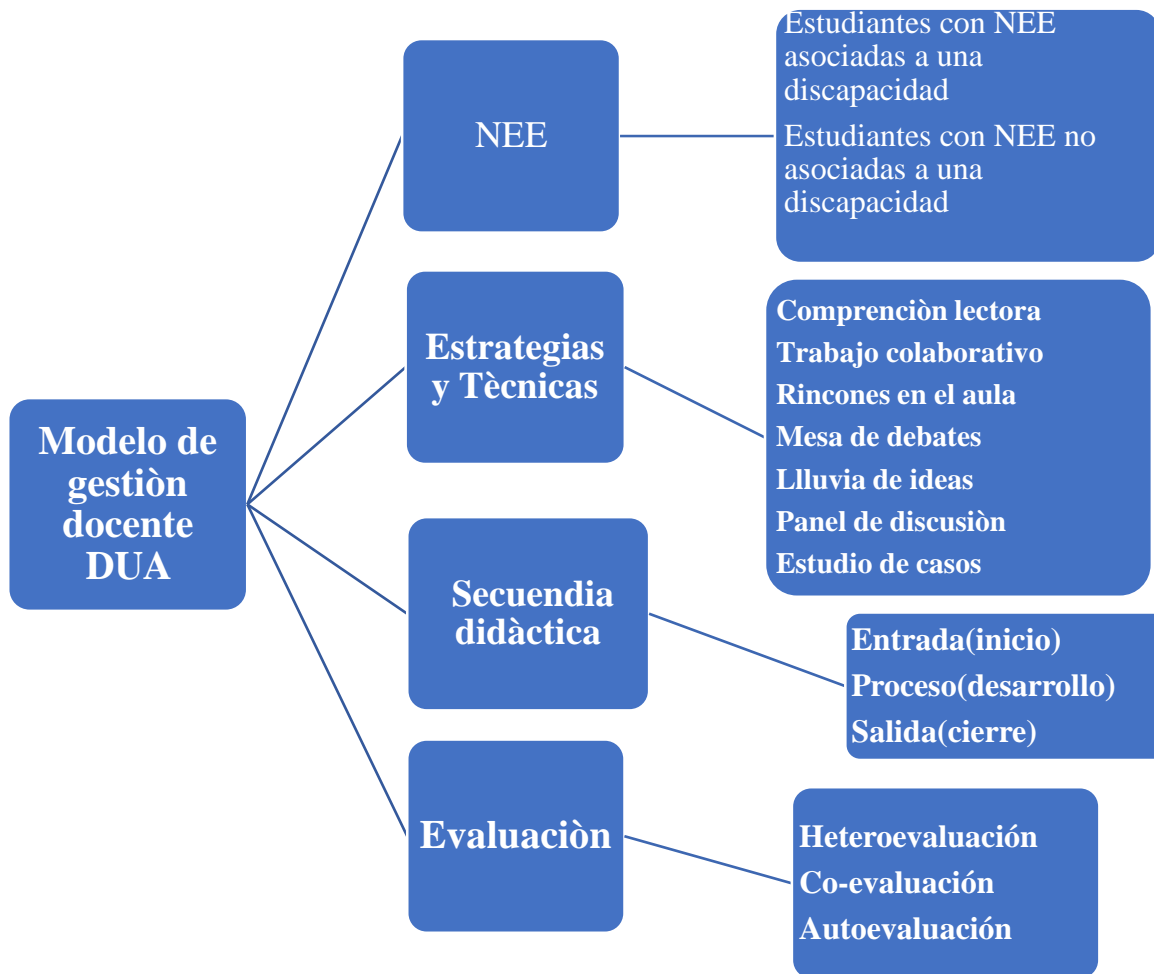 Modelo de
gestiòn
docente
DUA
NEE
Estudiantes con NEE
asociadas a una
discapacidad
Estudiantes con NEE no
asociadas a una
discapacidad
Estrategias
y Tècnicas
Comprenciòn lectora
Trabajo colaborativo
Rincones en el aula
Mesa de debates
Llluvia de ideas
Panel de discusiòn
Estudio de casos
Secuendia
didàctica
Entrada(inicio)
Proceso(desarrollo)
Salida(cierre)
Evaluaciòn
Heteroevaluación
Co-evaluación
Autoevaluación